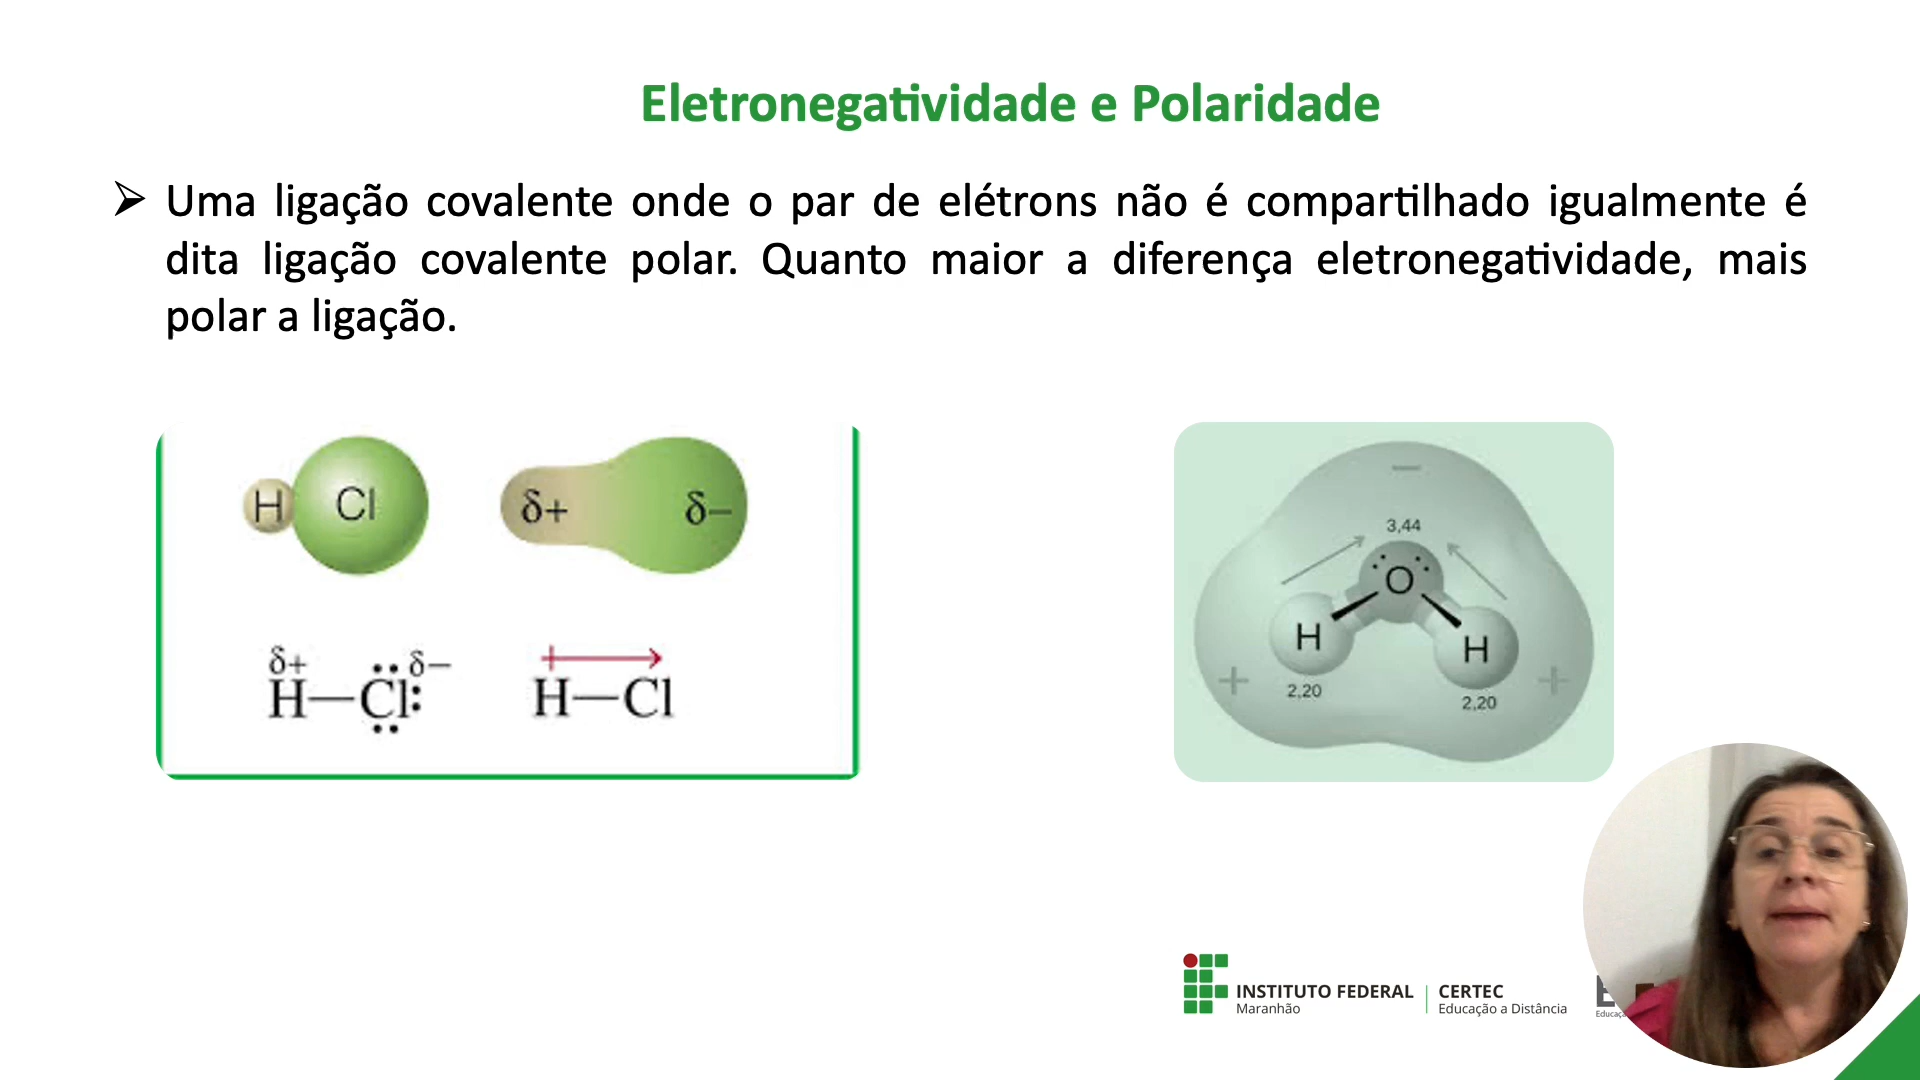 Eletronegatividade e Polaridade
➢ Uma ligação covalente onde o par de elétrons não é compartilhado igualmente é
dita ligação covalente polar. Quanto maior a diferença eletronegatividade, mais
polar a ligação.
H Cl
δ+ δ−
δ+ δ−
H—Cl
H—Cl
−
3,44
O
H H
+ 2,20 2,20 +
INSTITUTO FEDERAL
Maranhão
CERTEC
Educação a Distância